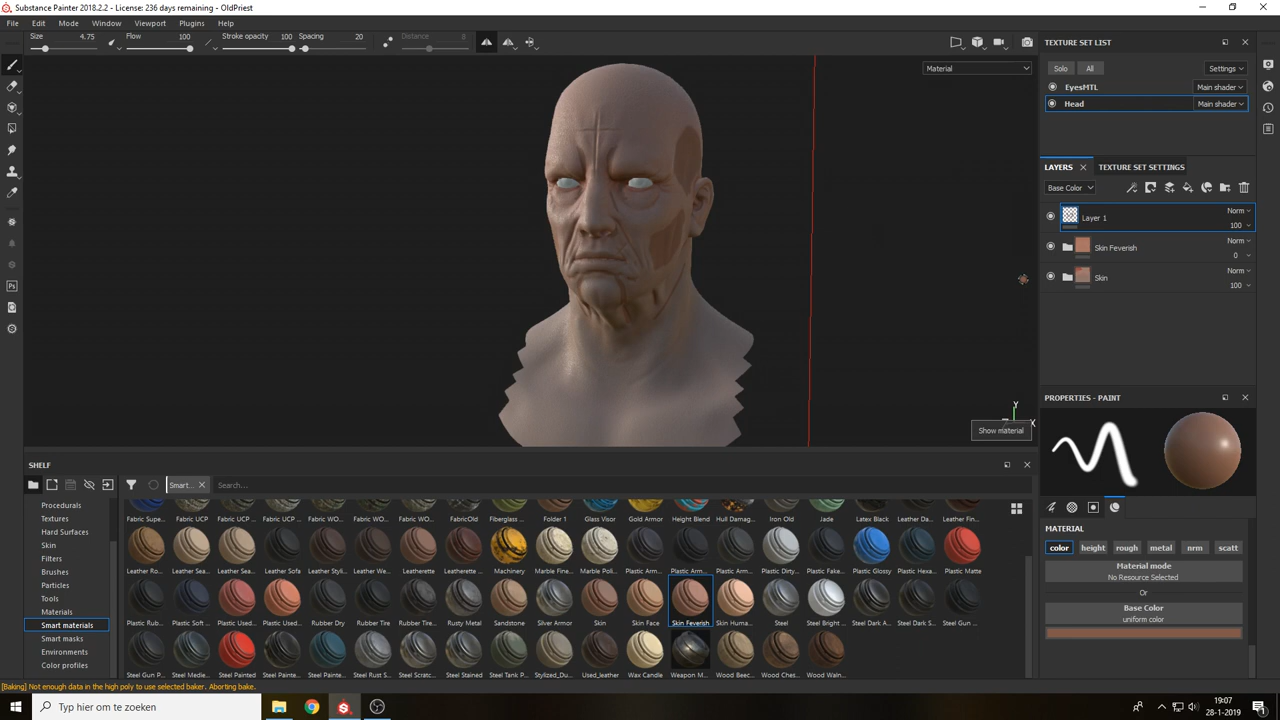 Substance Painter 2018.2.2 - License: 236 days remaining - OldPriest
File Edit Mode Window Viewport Plugins Help
Size 4.75 Flow 100 Stroke opacity 100 Spacing 20 Distance 8
Material
TEXTURE SET LIST
Solo All Settings
EyesMTL Main shader
Head Main shader
LAYERS TEXTURE SET SETTINGS
Base Color
Layer 1 Norm 100
Skin Feverish Norm 0
Skin Norm 100
Y
X
Show material
PROPERTIES - PAINT
MATERIAL
color height rough metal nrm scatt
Material mode
No Resource Selected
Or
Base Color
uniform color
SHELF
Smart... Search...
Procedurals
Textures
Hard Surfaces
Skin
Filters
Brushes
Particles
Tools
Materials
Smart materials
Smart masks
Environments
Color profiles
Fabric Supe... Fabric UCP Fabric UCP ... Fabric UCP ... Fabric WO... Fabric WO... Fabric WO... FabricOld Fiberglass ... Folder 1 Glass Visor Gold Armor Height Blend Hull Damag... Iron Old Jade Latex Black Leather Da... Leather Fin...
Leather Ro... Leather Sea... Leather Sea... Leather Sofa Leather Styli... Leather We... Leatherette Leatherette ... Machinery Marble Fine... Marble Poli... Plastic Arm... Plastic Arm... Plastic Arm... Plastic Dirty... Plastic Fake... Plastic Glossy Plastic Hexa... Plastic Matte
Plastic Rub... Plastic Soft ... Plastic Used... Plastic Used... Rubber Dry Rubber Tire Rubber Tire... Rusty Metal Sandstone Silver Armor Skin Skin Face Skin Feverish Skin Huma... Steel Steel Bright ... Steel Dark A... Steel Dark S... Steel Gun ...
Steel Gun P... Steel Medie... Steel Painted Steel Painte... Steel Painte... Steel Rust S... Steel Scratc... Steel Stained Steel Tank P... Stylized_Du... Used_leather Wax Candle Weapon M... Wood Beec... Wood Ches... Wood Waln...
[Baking] Not enough data in the high poly to use selected baker. Aborting bake.
Typ hier om te zoeken
19:07
28-1-2019